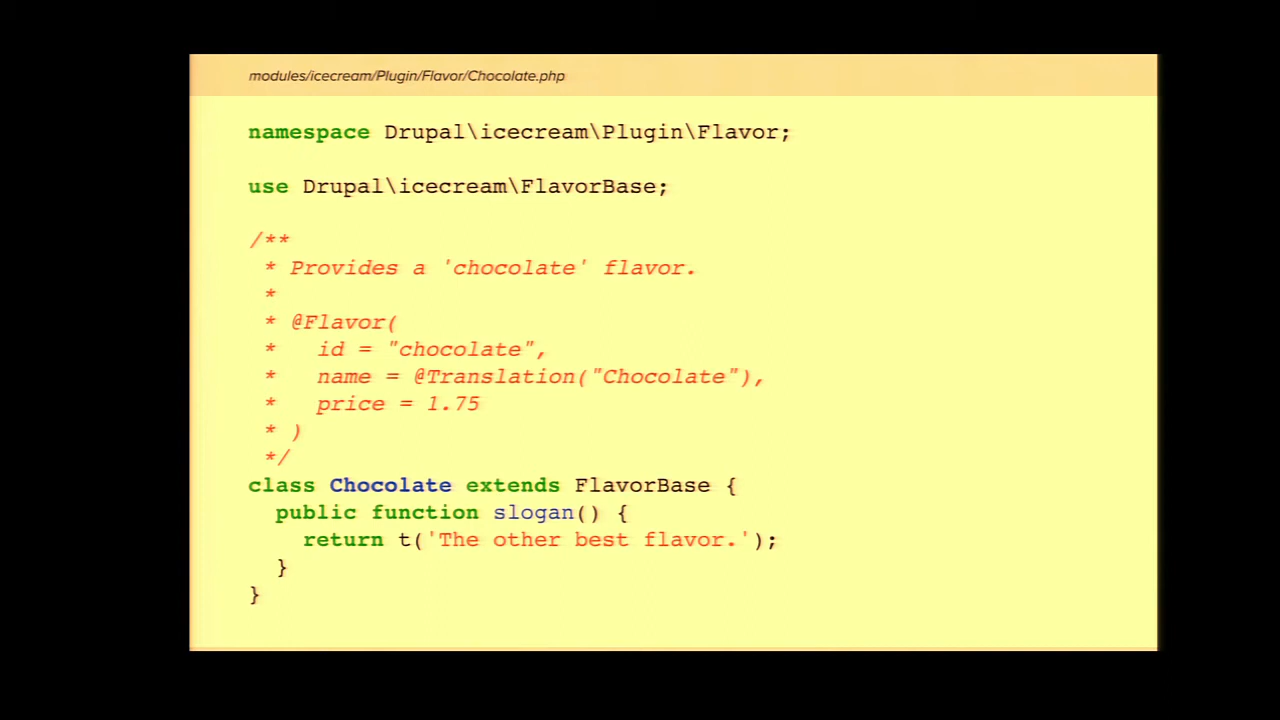 modules/icecream/Plugin/Flavor/Chocolate.php
namespace Drupal\icecream\Plugin\Flavor;
use Drupal\icecream\FlavorBase;
/**
 * Provides a 'chocolate' flavor.
 *
 * @Flavor(
 *   id = "chocolate",
 *   name = @Translation("Chocolate"),
 *   price = 1.75
 * )
 */
class Chocolate extends FlavorBase {
  public function slogan() {
    return t('The other best flavor.');
  }
}